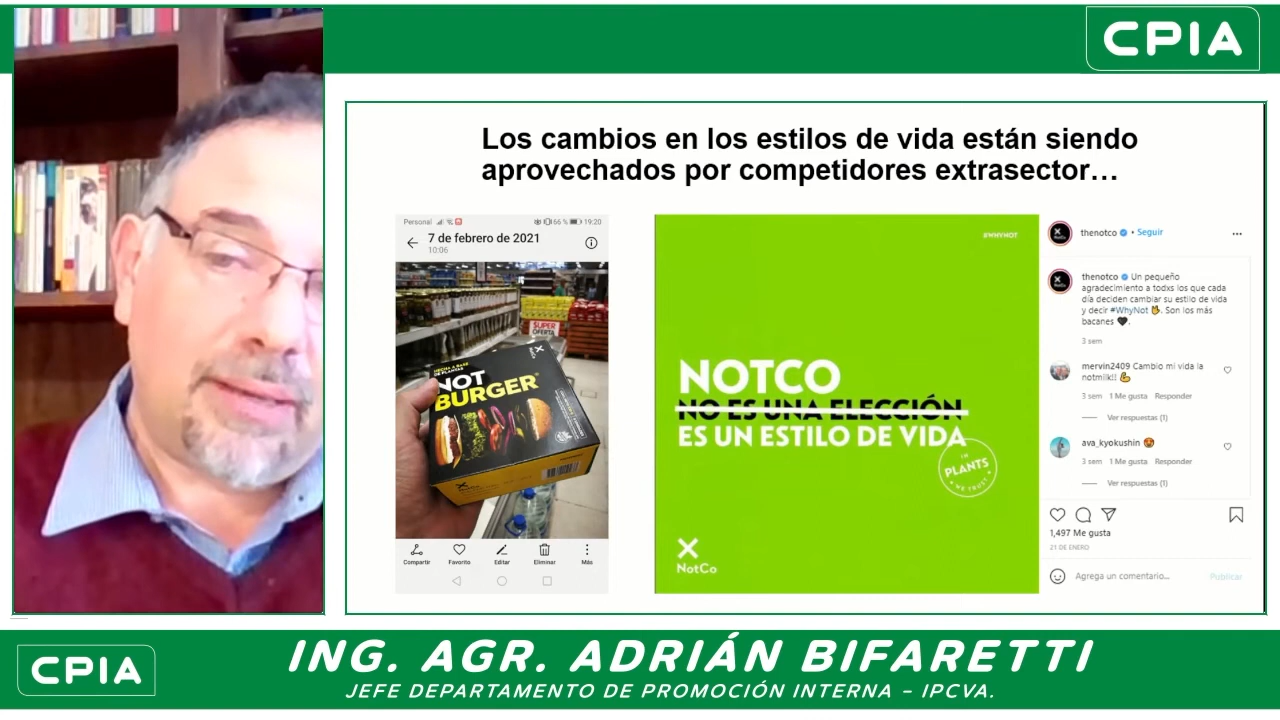 CPIA
Los cambios en los estilos de vida están siendo
aprovechados por competidores extrasector...
Personal 66 % 19:20
7 de febrero de 2021
10:06
SUPER
OFERTA
HECHA A BASE
DE PLANTAS
NOT
BURGER
Compartir Favorito Editar Eliminar Más
#WHYNOT
NOTCO
NO ES UNA ELECCIÓN
ES UN ESTILO DE VIDA
IN
PLANTS
WE TRUST
NotCo
thenotco • Seguir
thenotco Un pequeño
agradecimiento a todxs los que cada
día deciden cambiar su estilo de vida
y decir #WhyNot. Son los más
bacanes.
3 sem
mervin2409 Cambio mi vida la
notmilk!!
3 sem 1 Me gusta Responder
Ver respuestas (1)
ava_kyokushin
3 sem 1 Me gusta Responder
Ver respuestas (1)
1,497 Me gusta
21 DE ENERO
Agrega un comentario... Publicar
CPIA
ING. AGR. ADRIÁN BIFARETTI
JEFE DEPARTAMENTO DE PROMOCIÓN INTERNA - IPCVA.